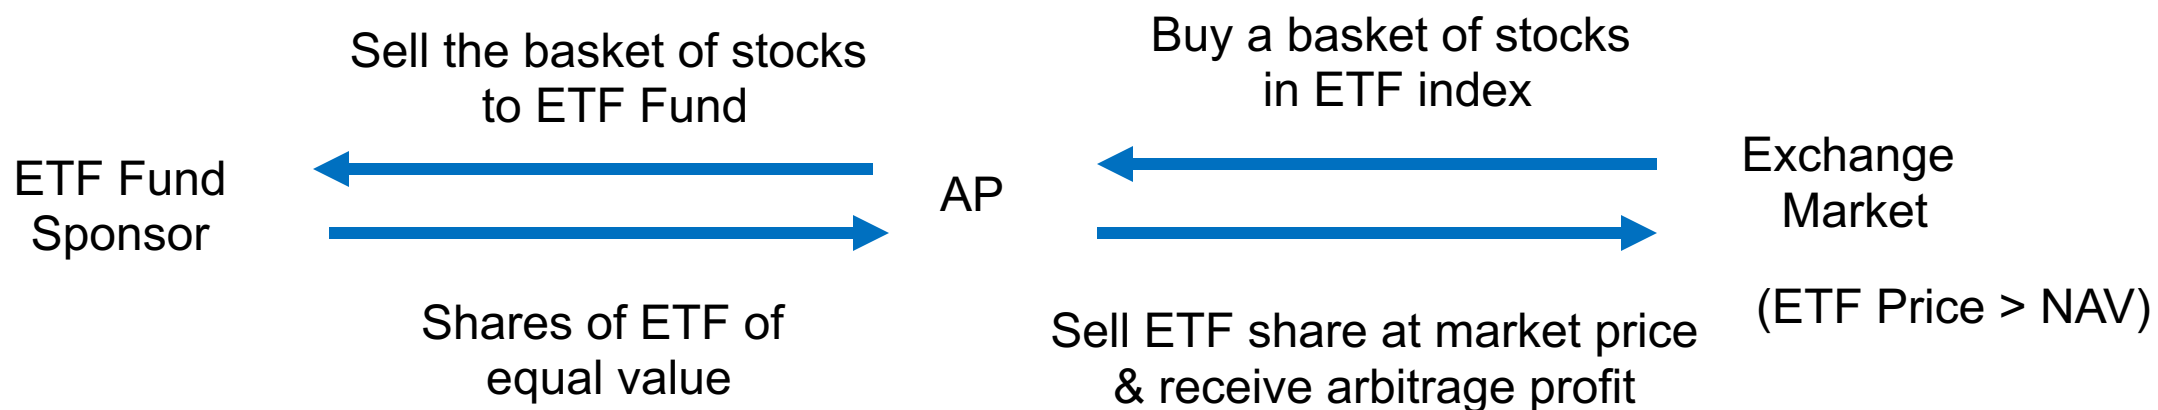 Sell the basket of stocks
to ETF Fund
Buy a basket of stocks
in ETF index
ETF Fund
Sponsor
AP
Exchange
Market
(ETF Price > NAV)
Shares of ETF of
equal value
Sell ETF share at market price
& receive arbitrage profit